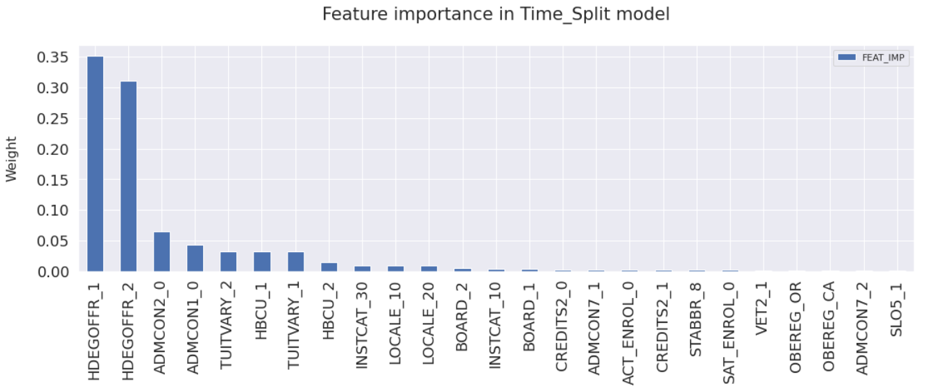 Feature importance in Time_Split model
FEAT_IMP
Weight
0.35
0.30
0.25
0.20
0.15
0.10
0.05
0.00
HDEGOFFR_1
HDEGOFFR_2
ADMCON2_0
ADMCON1_0
TUITVARY_2
HBCU_1
TUITVARY_1
HBCU_2
INSTCAT_30
LOCALE_10
LOCALE_20
BOARD_2
INSTCAT_10
BOARD_1
CREDITS2_0
ADMCON7_1
ACT_ENROL_0
CREDITS2_1
STABBR_8
SAT_ENROL_0
VET2_1
OBEREG_OR
OBEREG_CA
ADMCON7_2
SLO5_1